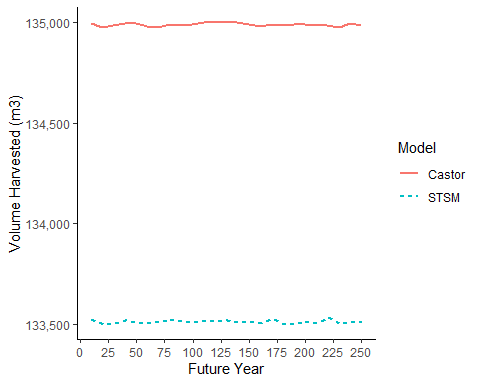 135,000
134,500
134,000
133,500
Volume Harvested (m3)
0 25 50 75 100 125 150 175 200 225 250
Future Year
Model
Castor
STSM